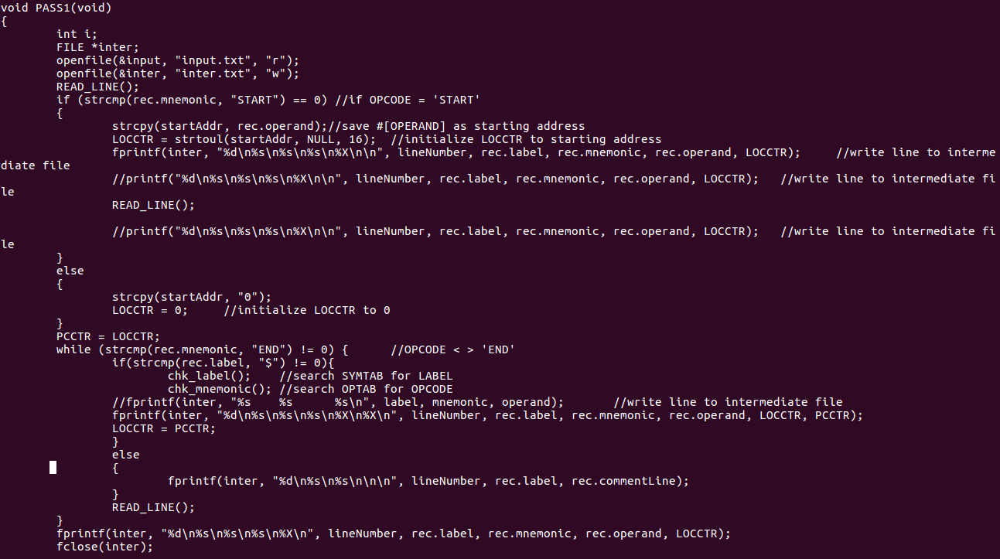 void PASS1(void)
{
        int i;
        FILE *inter;
        openfile(&input, "input.txt", "r");
        openfile(&inter, "inter.txt", "w");
        READ_LINE();
        if (strcmp(rec.mnemonic, "START") == 0) //if OPCODE = 'START'
        {
                strcpy(startAddr, rec.operand);//save #[OPERAND] as starting address
                LOCCTR = strtoul(startAddr, NULL, 16);  //initialize LOCCTR to starting address
                fprintf(inter, "%d\n%s\n%s\n%s\n%X\n\n", lineNumber, rec.label, rec.mnemonic, rec.operand, LOCCTR);     //write line to interme
diate file
                //printf("%d\n%s\n%s\n%s\n%X\n\n", lineNumber, rec.label, rec.mnemonic, rec.operand, LOCCTR);   //write line to intermediate fi
le
                READ_LINE();

                //printf("%d\n%s\n%s\n%s\n%X\n\n", lineNumber, rec.label, rec.mnemonic, rec.operand, LOCCTR);   //write line to intermediate fi
le
        }
        else
        {
                strcpy(startAddr, "0");
                LOCCTR = 0;     //initialize LOCCTR to 0
        }
        PCCTR = LOCCTR;
        while (strcmp(rec.mnemonic, "END") != 0) {      //OPCODE < > 'END'
                if(strcmp(rec.label, "$") != 0){
                        chk_label();    //search SYMTAB for LABEL
                        chk_mnemonic(); //search OPTAB for OPCODE
                //fprintf(inter, "%s    %s      %s\n", label, mnemonic, operand);       //write line to intermediate file
                fprintf(inter, "%d\n%s\n%s\n%s\n%X\n%X\n", lineNumber, rec.label, rec.mnemonic, rec.operand, LOCCTR, PCCTR);
                LOCCTR = PCCTR;
                }
                else
                {
                        fprintf(inter, "%d\n%s\n%s\n\n\n", lineNumber, rec.label, rec.commentLine);
                }
                READ_LINE();
        }
        fprintf(inter, "%d\n%s\n%s\n%s\n%X\n", lineNumber, rec.label, rec.mnemonic, rec.operand, LOCCTR);
        fclose(inter);